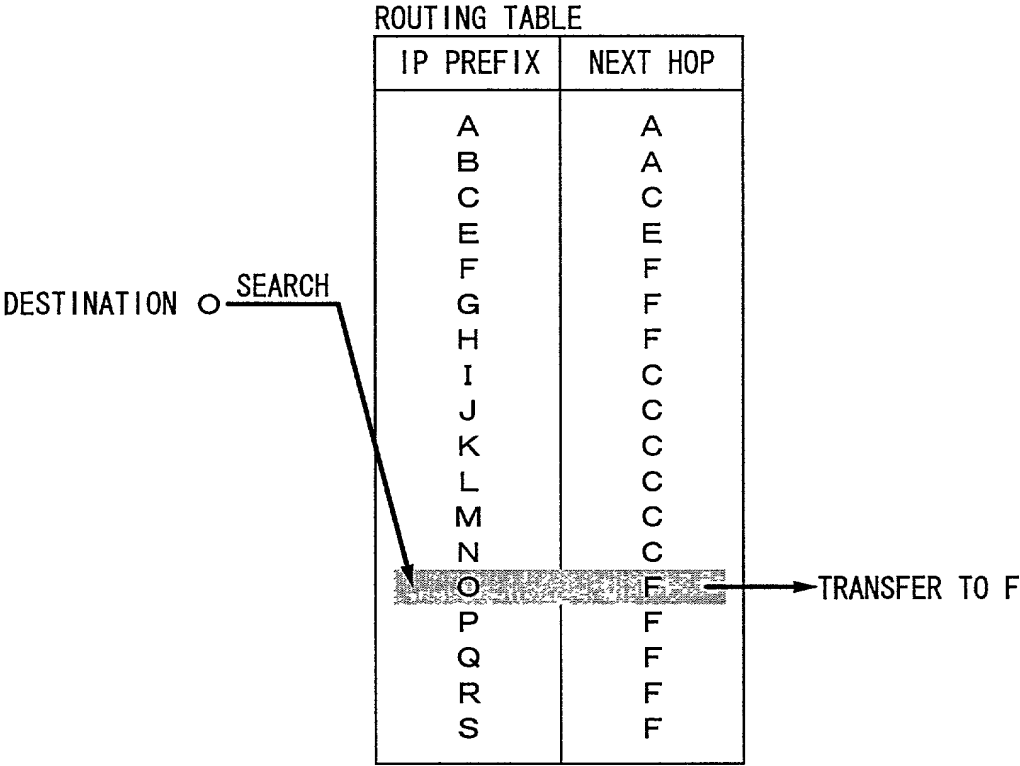 ROUTING TABLE
IP PREFIX NEXT HOP
A A
B A
C C
E E
F F
DESTINATION O SEARCH
G F
H F
I C
J C
K C
L C
M C
N C
O F TRANSFER TO F
P F
Q F
R F
S F